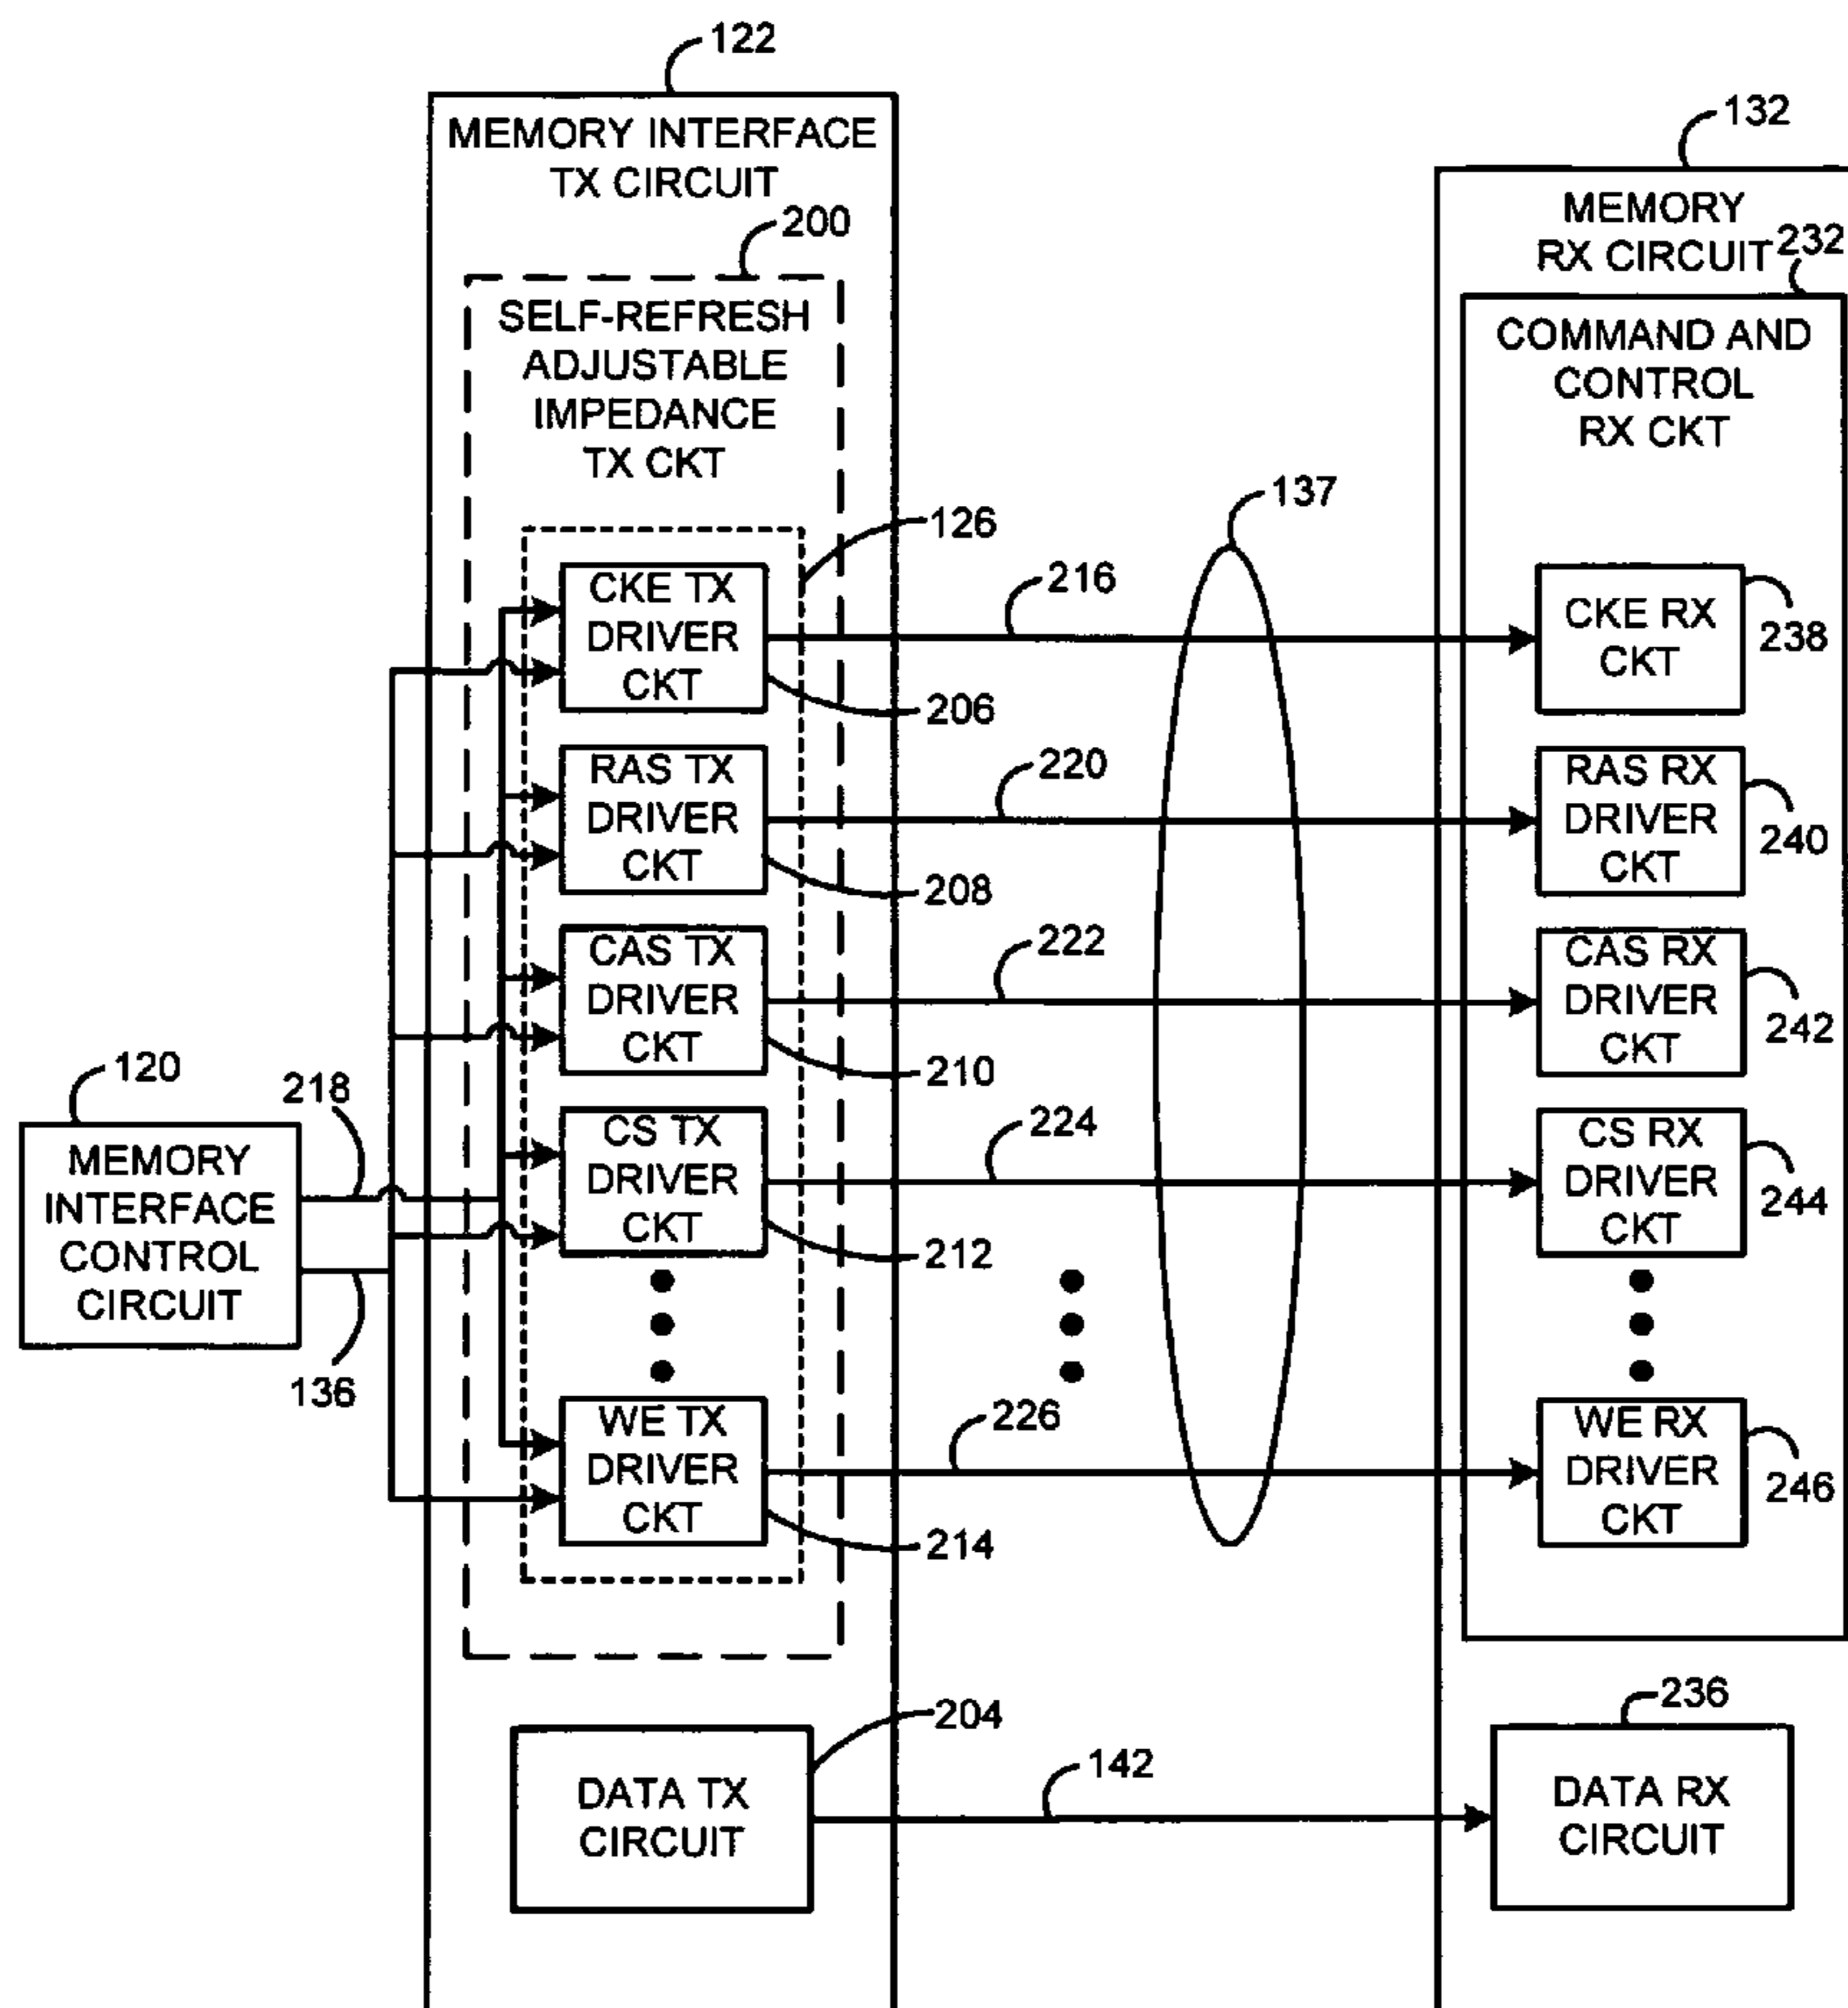 122
MEMORY INTERFACE
TX CIRCUIT
200
SELF-REFRESH
ADJUSTABLE
IMPEDANCE
TX CKT
126
CKE TX
DRIVER
CKT
206
RAS TX
DRIVER
CKT
208
CAS TX
DRIVER
CKT
210
CS TX
DRIVER
CKT
212
WE TX
DRIVER
CKT
214
120
MEMORY
INTERFACE
CONTROL
CIRCUIT
218
136
DATA TX
CIRCUIT
204
137
216
220
222
224
226
142
132
MEMORY
RX CIRCUIT
232
COMMAND AND
CONTROL
RX CKT
CKE RX
CKT
238
RAS RX
DRIVER
CKT
240
CAS RX
DRIVER
CKT
242
CS RX
DRIVER
CKT
244
WE RX
DRIVER
CKT
246
236
DATA RX
CIRCUIT